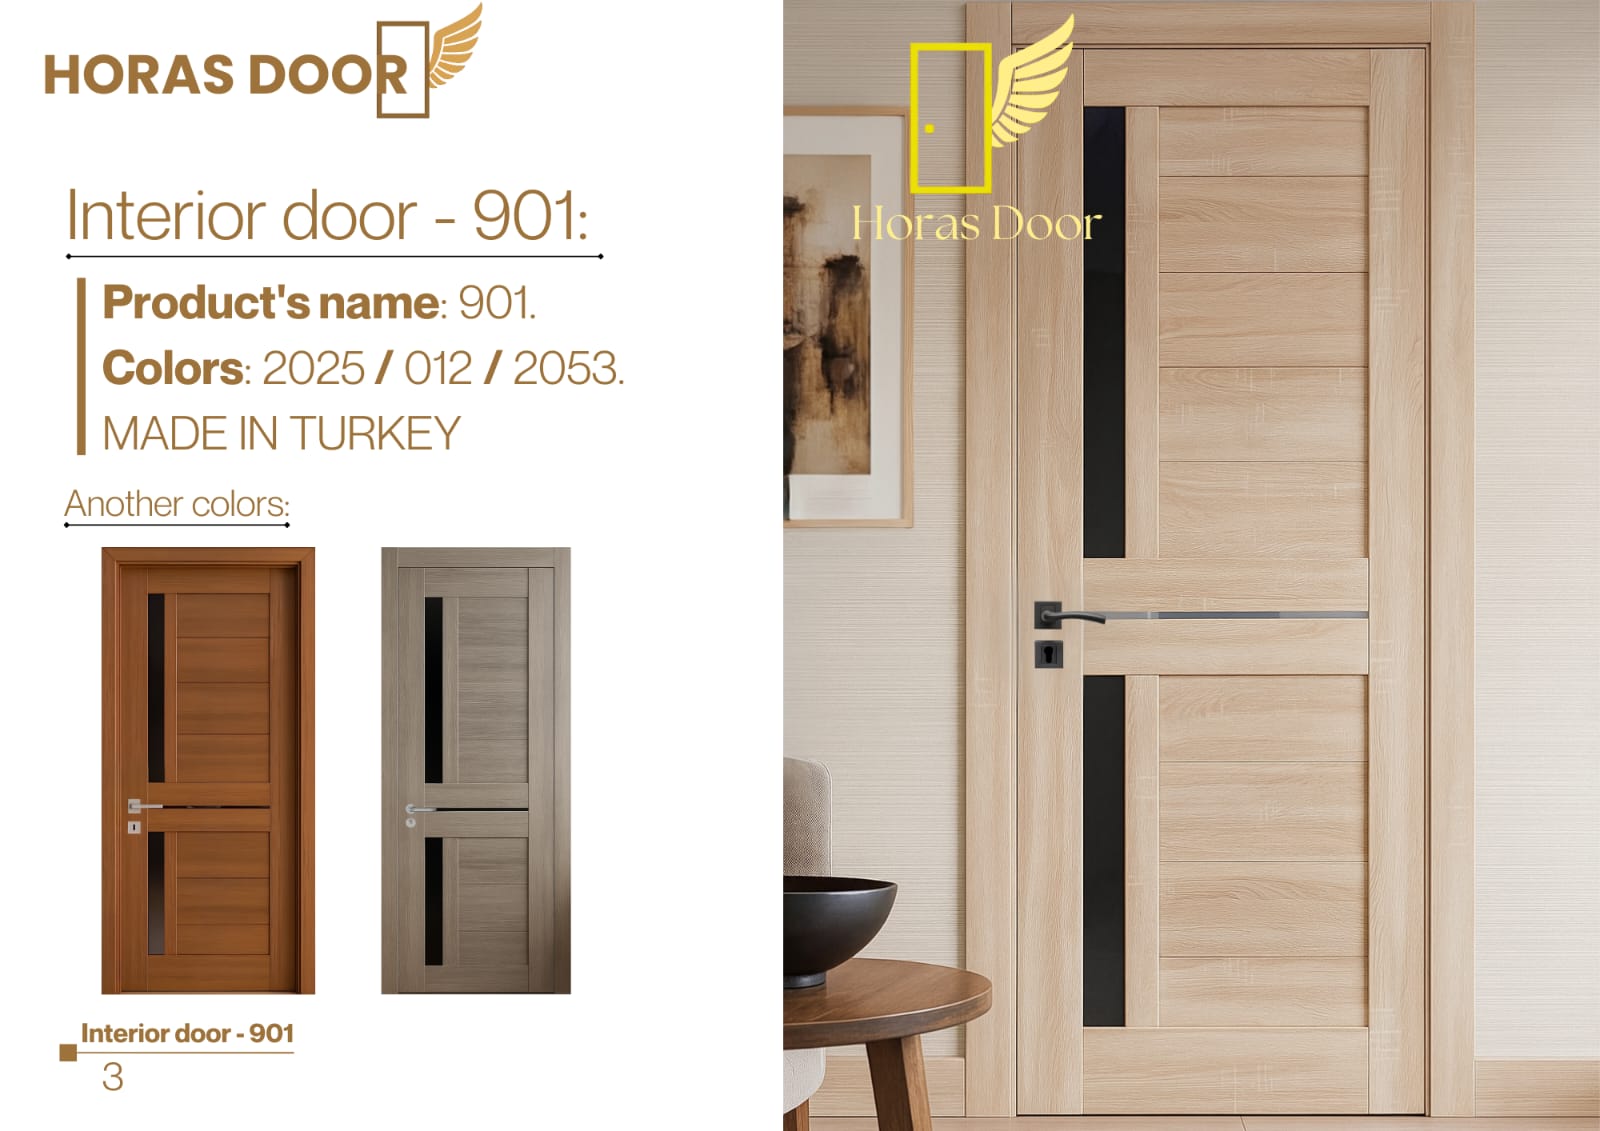 HORAS DOOR
Interior door - 901:
Product's name: 901.
Colors: 2025 / 012 / 2053.
MADE IN TURKEY
Another colors:
Interior door - 901
3
Horas Door